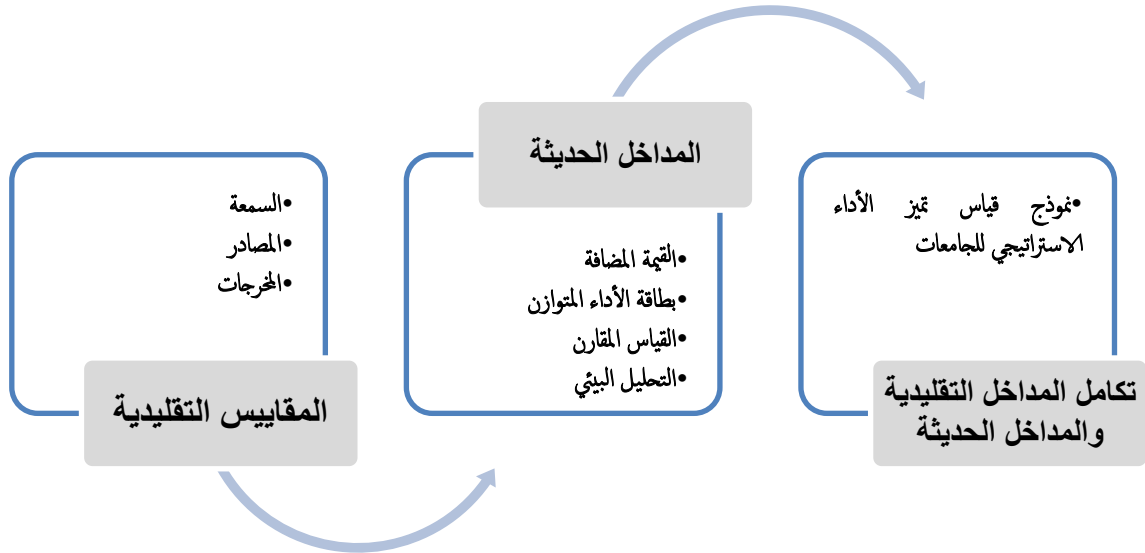 •السمعة
•المصادر
•المخرجات
المقاييس التقليدية
المداخل الحديثة
•القيمة المضافة
•بطاقة الأداء المتوازن
•القياس المقارن
•التحليل البيئي
•نموذج قياس تميز الأداء
الاستراتيجي للجامعات
تكامل المداخل التقليدية
والمداخل الحديثة